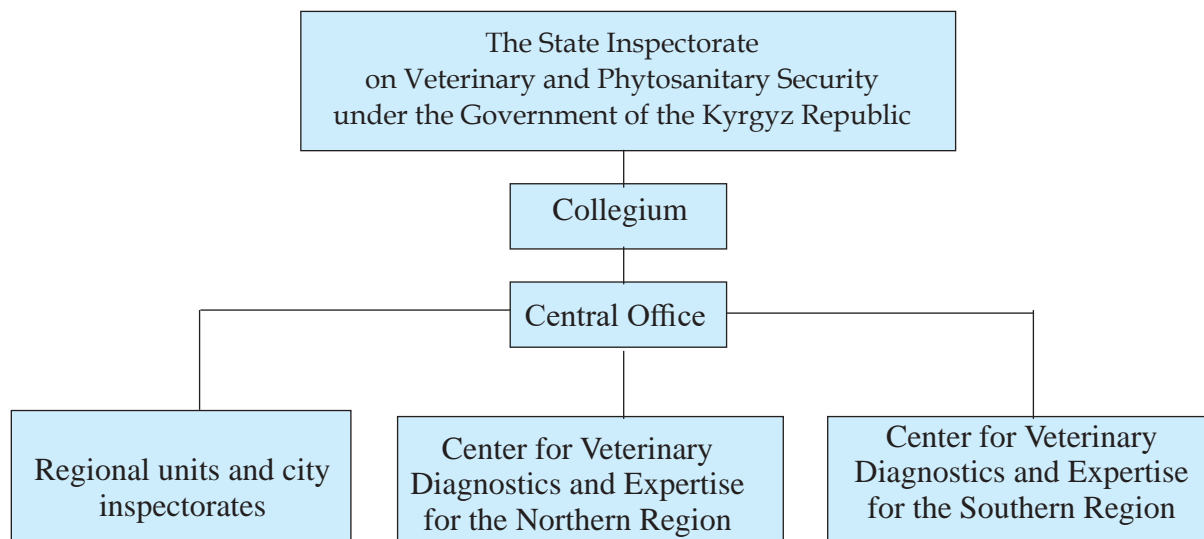 The State Inspectorate
on Veterinary and Phytosanitary Security
under the Government of the Kyrgyz Republic
Collegium
Central Office
Regional units and city
inspectorates
Center for Veterinary
Diagnostics and Expertise
for the Northern Region
Center for Veterinary
Diagnostics and Expertise
for the Southern Region